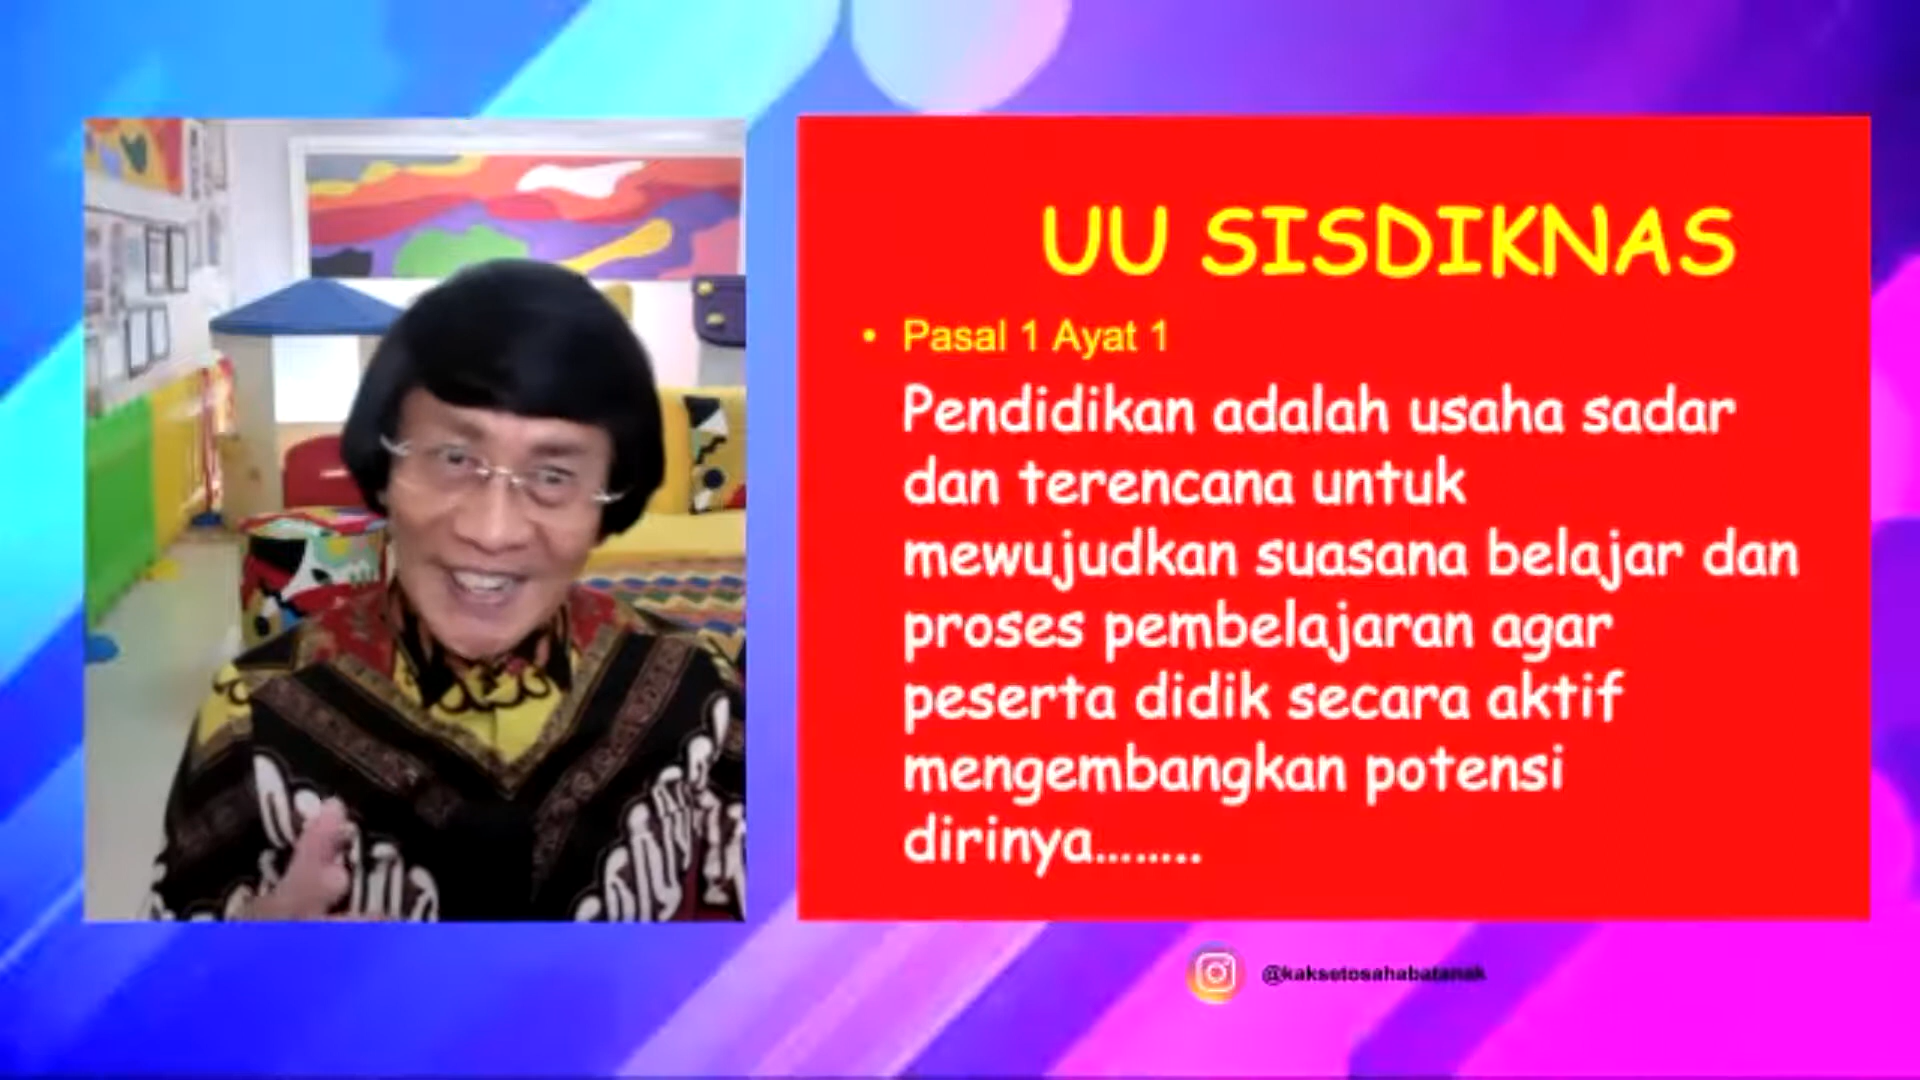 UU SISDIKNAS
• Pasal 1 Ayat 1
Pendidikan adalah usaha sadar
dan terencana untuk
mewujudkan suasana belajar dan
proses pembelajaran agar
peserta didik secara aktif
mengembangkan potensi
dirinya........
@kaksetosahabatanak